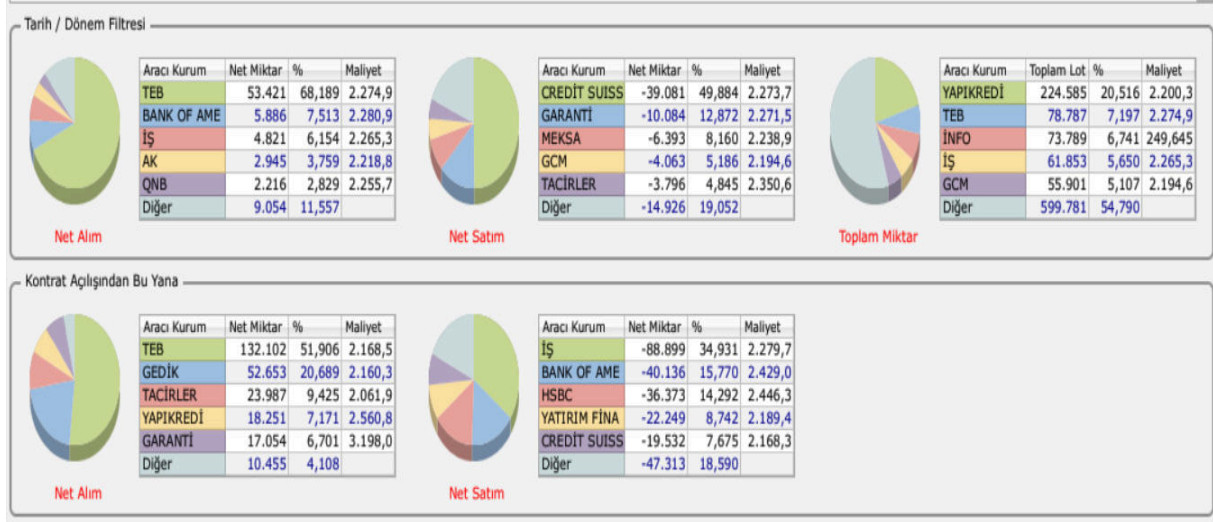 Tarih / Dönem Filtresi
Aracı Kurum Net Miktar % Maliyet
TEB 53.421 68,189 2.274,9
BANK OF AME 5.886 7,513 2.280,9
İŞ 4.821 6,154 2.265,3
AK 2.945 3,759 2.218,8
QNB 2.216 2,829 2.255,7
Diğer 9.054 11,557
Net Alım
Aracı Kurum Net Miktar % Maliyet
CREDİT SUISS -39.081 49,884 2.273,7
GARANTİ -10.084 12,872 2.271,5
MEKSA -6.393 8,160 2.238,9
GCM -4.063 5,186 2.194,6
TACİRLER -3.796 4,845 2.350,6
Diğer -14.926 19,052
Net Satım
Aracı Kurum Toplam Lot % Maliyet
YAPIKREDİ 224.585 20,516 2.200,3
TEB 78.787 7,197 2.274,9
İNFO 73.789 6,741 249,645
İŞ 61.853 5,650 2.265,3
GCM 55.901 5,107 2.194,6
Diğer 599.781 54,790
Toplam Miktar
Kontrat Açılışından Bu Yana
Aracı Kurum Net Miktar % Maliyet
TEB 132.102 51,906 2.168,5
GEDİK 52.653 20,689 2.160,3
TACİRLER 23.987 9,425 2.061,9
YAPIKREDİ 18.251 7,171 2.560,8
GARANTİ 17.054 6,701 3.198,0
Diğer 10.455 4,108
Net Alım
Aracı Kurum Net Miktar % Maliyet
İŞ -88.899 34,931 2.279,7
BANK OF AME -40.136 15,770 2.429,0
HSBC -36.373 14,292 2.446,3
YATIRIM FİNA -22.249 8,742 2.189,4
CREDİT SUISS -19.532 7,675 2.168,3
Diğer -47.313 18,590
Net Satım